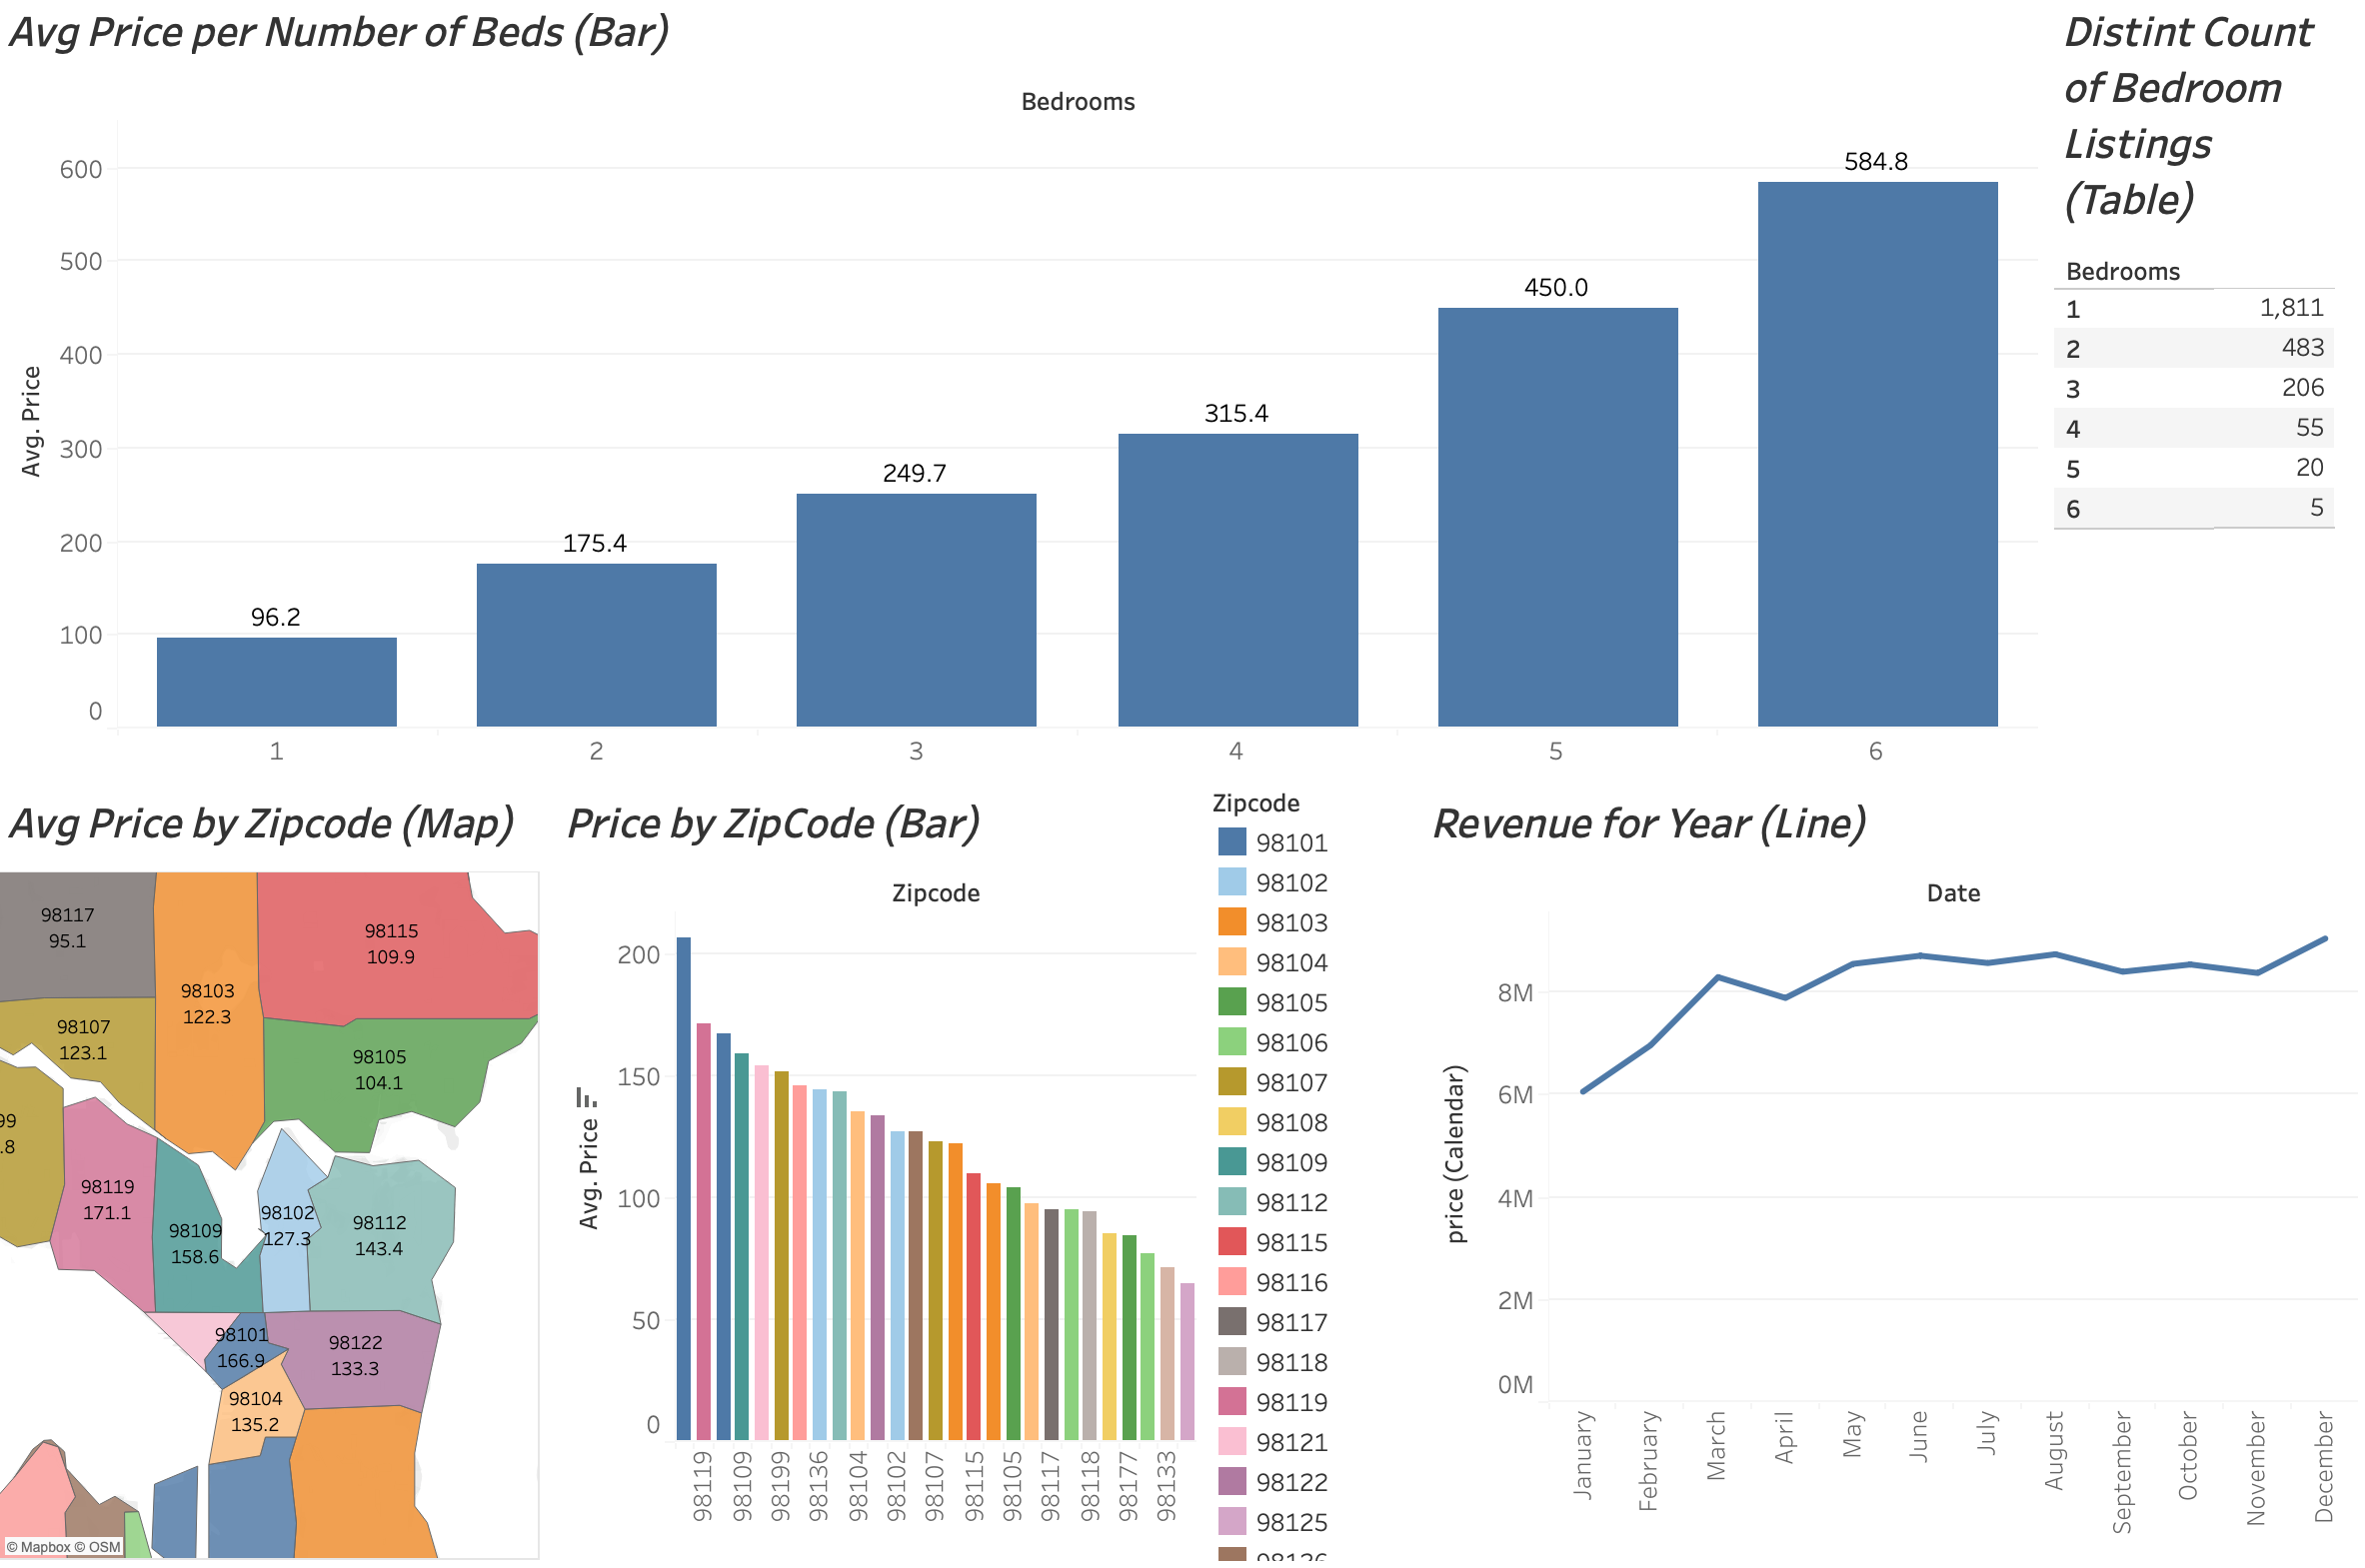 Avg Price per Number of Beds (Bar)
Bedrooms
Avg. Price
600
500
400
300
200
100
0
96.2
175.4
249.7
315.4
450.0
584.8
1
2
3
4
5
6
Distint Count
of Bedroom
Listings
(Table)
Bedrooms
1 1,811
2 483
3 206
4 55
5 20
6 5
Avg Price by Zipcode (Map)
98117
95.1
98103
122.3
98115
109.9
98107
123.1
98105
104.1
99
.8
98119
171.1
98109
158.6
98102
127.3
98112
143.4
98101
166.9
98122
133.3
98104
135.2
© Mapbox © OSM
Price by ZipCode (Bar)
Zipcode
Avg. Price
200
150
100
50
0
98119
98109
98199
98136
98104
98102
98107
98115
98105
98117
98118
98177
98133
Zipcode
98101
98102
98103
98104
98105
98106
98107
98108
98109
98112
98115
98116
98117
98118
98119
98121
98122
98125
Revenue for Year (Line)
Date
price (Calendar)
8M
6M
4M
2M
0M
January
February
March
April
May
June
July
August
September
October
November
December